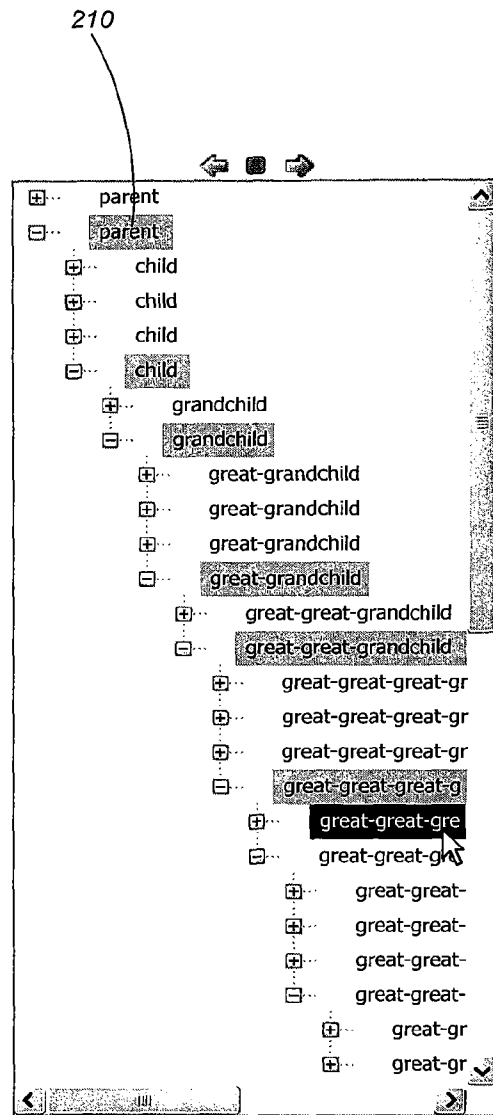 210
parent
parent
child
child
child
child
grandchild
grandchild
great-grandchild
great-grandchild
great-grandchild
great-grandchild
great-great-grandchild
great-great-grandchild
great-great-great-gr
great-great-great-gr
great-great-great-gr
great-great-great-g
great-great-gre
great-great-gre
great-great-
great-great-
great-great-
great-great-
great-gr
great-gr